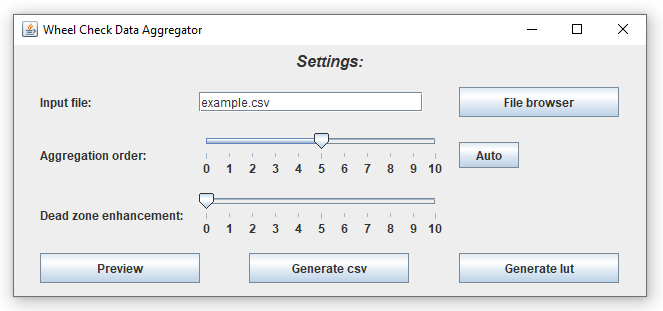 Wheel Check Data Aggregator
Settings:
Input file: example.csv File browser
Aggregation order: 0 1 2 3 4 5 6 7 8 9 10 Auto
Dead zone enhancement: 0 1 2 3 4 5 6 7 8 9 10
Preview Generate csv Generate lut